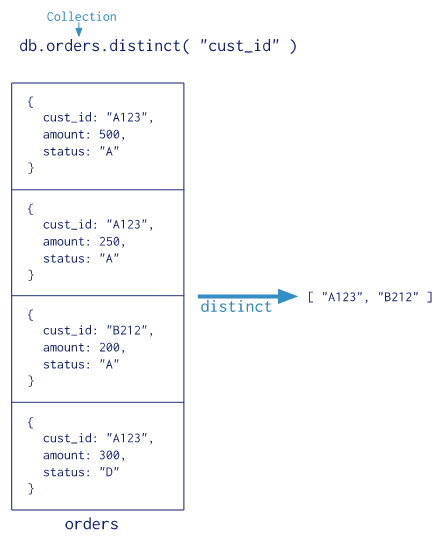 Collection
db.orders.distinct( "cust_id" )
{
cust_id: "A123",
amount: 500,
status: "A"
}
{
cust_id: "A123",
amount: 250,
status: "A"
}
{
cust_id: "B212",
amount: 200,
status: "A"
}
{
cust_id: "A123",
amount: 300,
status: "D"
}
orders
distinct
[ "A123", "B212" ]